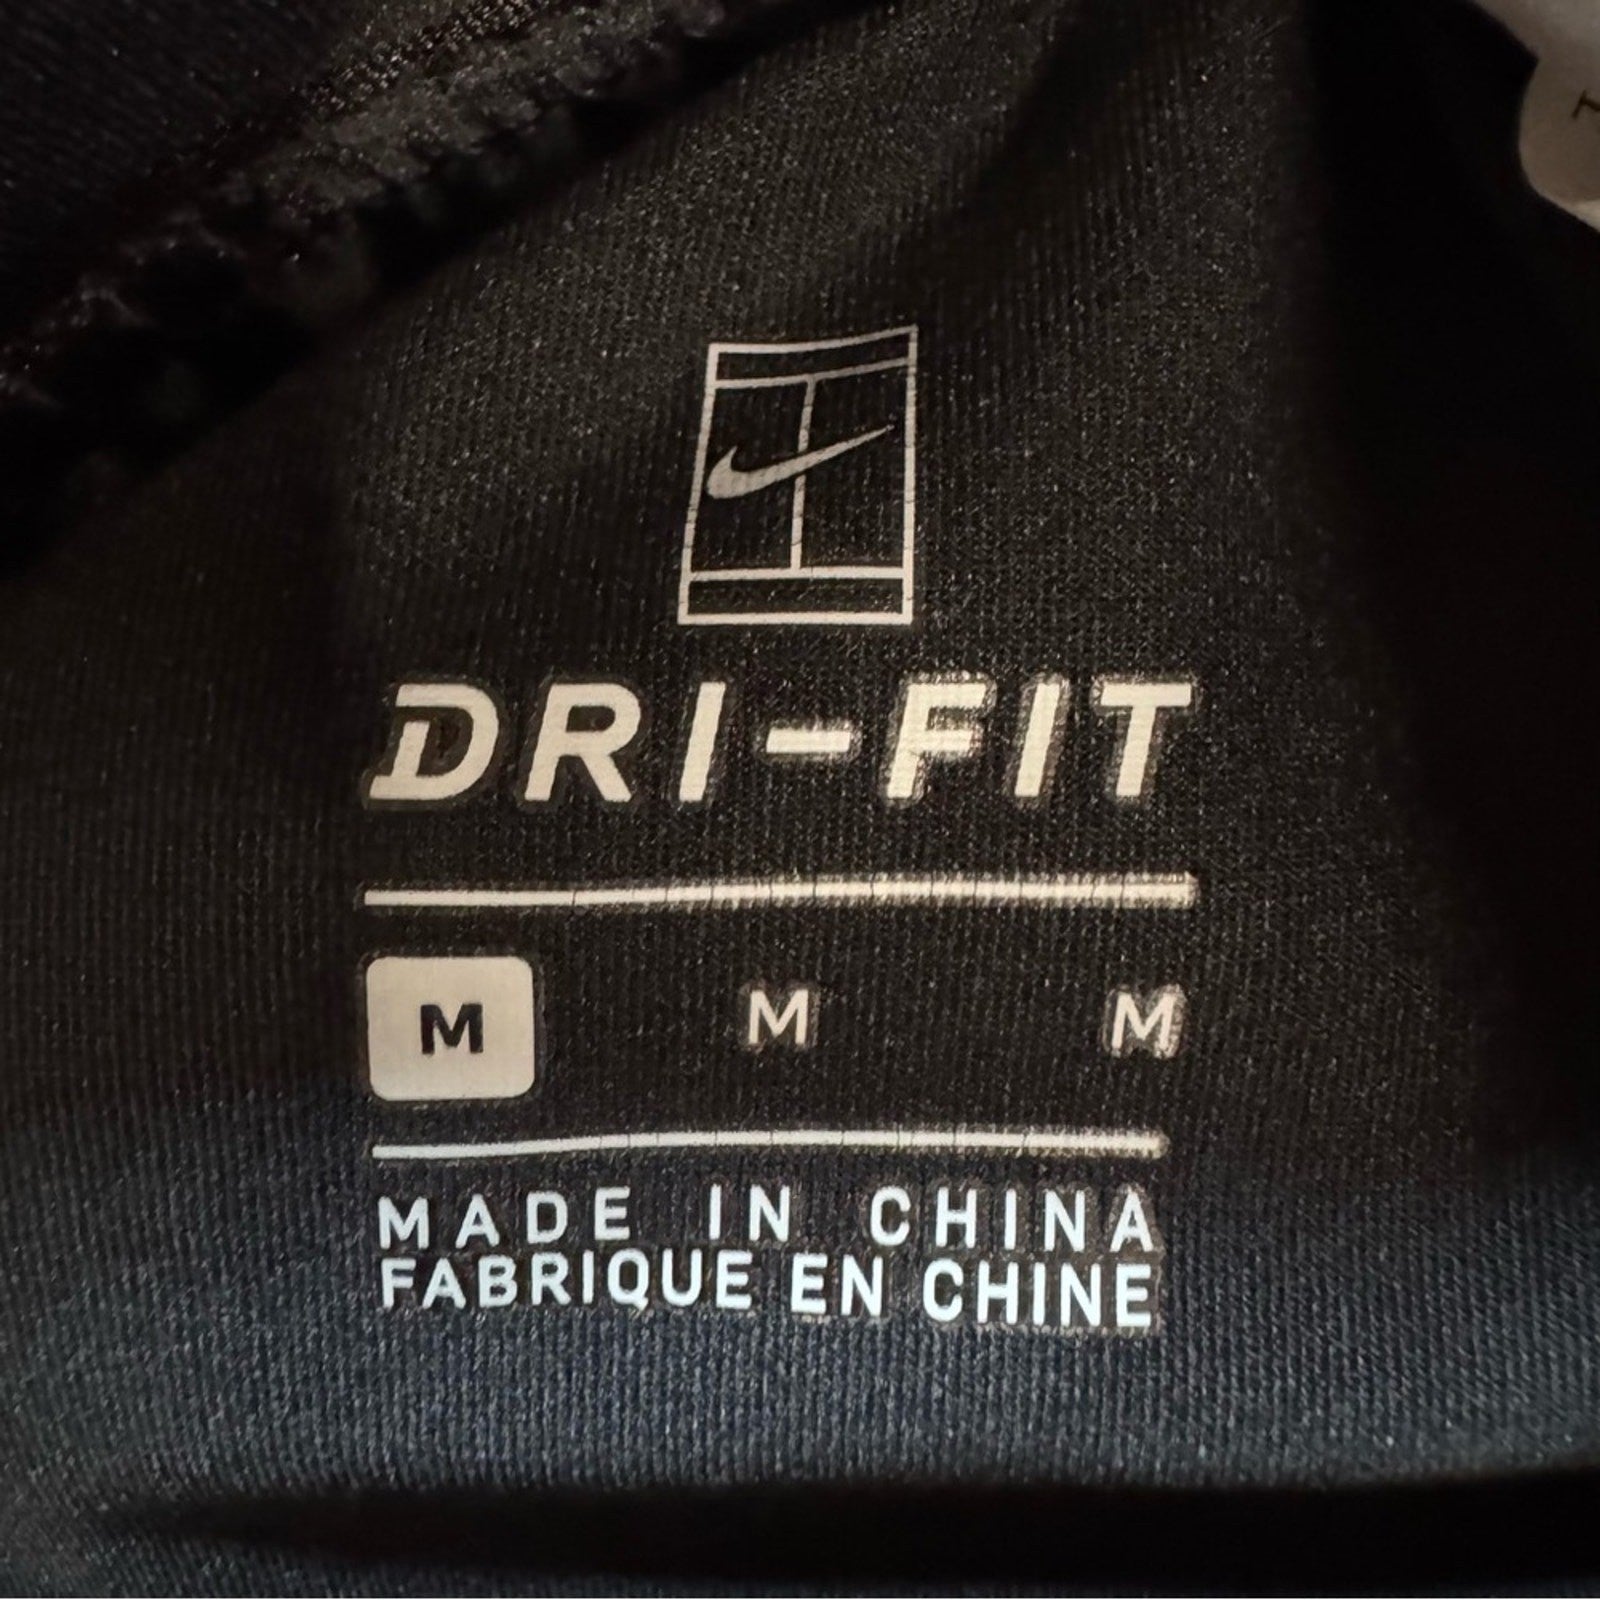 DRI-FIT
M M M
MADE IN CHINA
FABRIQUE EN CHINE